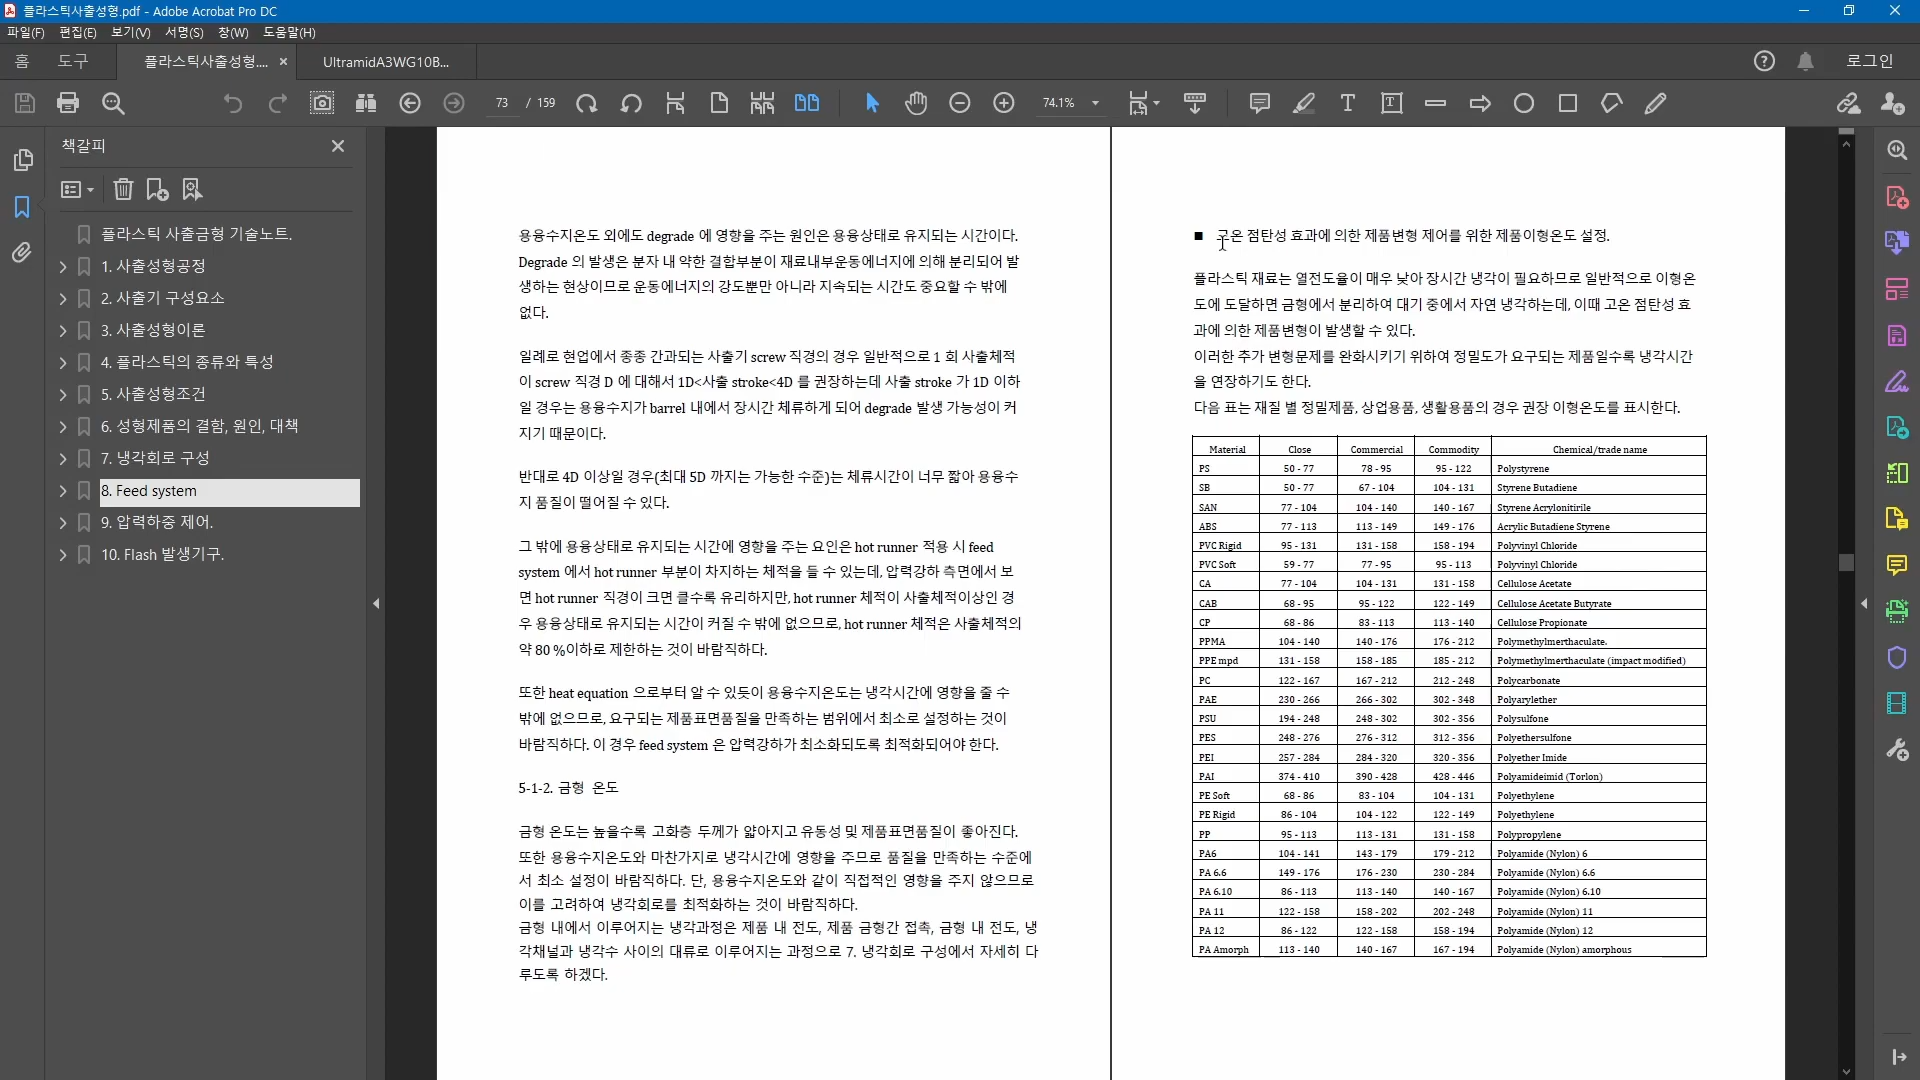 플라스틱사출성형.pdf - Adobe Acrobat Pro DC
파일(F) 편집(E) 보기(V) 서명(S) 창(W) 도움말(H)
홈 도구 플라스틱사출성형.... × UltramidA3WG10B... 로그인
73 / 159 74.1%
책갈피
플라스틱 사출금형 기술노트.
1. 사출성형공정
2. 사출기 구성요소
3. 사출성형이론
4. 플라스틱의 종류와 특성
5. 사출성형조건
6. 성형제품의 결함, 원인, 대책
7. 냉각회로 구성
8. Feed system
9. 압력하중 제어.
10. Flash 발생기구.
용융수지온도 외에도 degrade 에 영향을 주는 원인은 용융상태로 유지되는 시간이다.
Degrade 의 발생은 분자 내 약한 결합부분이 재료내부운동에너지에 의해 분리되어 발
생하는 현상이므로 운동에너지의 강도뿐만 아니라 지속되는 시간도 중요할 수 밖에
없다.
일례로 현업에서 종종 간과되는 사출기 screw 직경의 경우 일반적으로 1 회 사출체적
이 screw 직경 D 에 대해서 1D<사출 stroke<4D 를 권장하는데 사출 stroke 가 1D 이하
일 경우는 용융수지가 barrel 내에서 장시간 체류하게 되어 degrade 발생 가능성이 커
지기 때문이다.
반대로 4D 이상일 경우(최대 5D 까지는 가능한 수준)는 체류시간이 너무 짧아 용융수
지 품질이 떨어질 수 있다.
그 밖에 용융상태로 유지되는 시간에 영향을 주는 요인은 hot runner 적용 시 feed
system 에서 hot runner 부분이 차지하는 체적을 들 수 있는데, 압력강하 측면에서 보
면 hot runner 직경이 크면 클수록 유리하지만, hot runner 체적이 사출체적이상인 경
우 용융상태로 유지되는 시간이 커질 수 밖에 없으므로, hot runner 체적은 사출체적의
약 80 %이하로 제한하는 것이 바람직하다.
또한 heat equation 으로부터 알 수 있듯이 용융수지온도는 냉각시간에 영향을 줄 수
밖에 없으므로, 요구되는 제품표면품질을 만족하는 범위에서 최소로 설정하는 것이
바람직하다. 이 경우 feed system 은 압력강하가 최소화되도록 최적화되어야 한다.
5-1-2. 금형 온도
금형 온도는 높을수록 고화층 두께가 얇아지고 유동성 및 제품표면품질이 좋아진다.
또한 용융수지온도와 마찬가지로 냉각시간에 영향을 주므로 품질을 만족하는 수준에
서 최소 설정이 바람직하다. 단, 용융수지온도와 같이 직접적인 영향을 주지 않으므로
이를 고려하여 냉각회로를 최적화하는 것이 바람직하다.
금형 내에서 이루어지는 냉각과정은 제품 내 전도, 제품 금형간 접촉, 금형 내 전도, 냉
각채널과 냉각수 사이의 대류로 이루어지는 과정으로 7. 냉각회로 구성에서 자세히 다
루도록 하겠다.
■ 고온 점탄성 효과에 의한 제품변형 제어를 위한 제품이형온도 설정.
플라스틱 재료는 열전도율이 매우 낮아 장시간 냉각이 필요하므로 일반적으로 이형온
도에 도달하면 금형에서 분리하여 대기 중에서 자연 냉각하는데, 이때 고온 점탄성 효
과에 의한 제품변형이 발생할 수 있다.
이러한 추가 변형문제를 완화시키기 위하여 정밀도가 요구되는 제품일수록 냉각시간
을 연장하기도 한다.
다음 표는 재질 별 정밀제품, 상업용품, 생활용품의 경우 권장 이형온도를 표시한다.
Material Close Commercial Commodity Chemical/trade name
PS 50 - 77 78 - 95 95 - 122 Polystyrene
SB 50 - 77 67 - 104 104 - 131 Styrene Butadiene
SAN 77 - 104 104 - 140 140 - 167 Styrene Acrylonitirile
ABS 77 - 113 113 - 149 149 - 176 Acrylic Butadiene Styrene
PVC Rigid 95 - 131 131 - 158 158 - 194 Polyvinyl Chloride
PVC Soft 59 - 77 77 - 95 95 - 113 Polyvinyl Chloride
CA 77 - 104 104 - 131 131 - 158 Cellulose Acetate
CAB 68 - 95 95 - 122 122 - 149 Cellulose Acetate Butyrate
CP 68 - 86 83 - 113 113 - 140 Cellulose Propionate
PPMA 104 - 140 140 - 176 176 - 212 Polymethylmerthaculate.
PPE mpd 131 - 158 158 - 185 185 - 212 Polymethylmerthaculate (impact modified)
PC 122 - 167 167 - 212 212 - 248 Polycarbonate
PAE 230 - 266 266 - 302 302 - 348 Polyarylether
PSU 194 - 248 248 - 302 302 - 356 Polysulfone
PES 248 - 276 276 - 312 312 - 356 Polyethersulfone
PEI 257 - 284 284 - 320 320 - 356 Polyether Imide
PAI 374 - 410 390 - 428 428 - 446 Polyamideimid (Torlon)
PE Soft 68 - 86 83 - 104 104 - 131 Polyethylene
PE Rigid 86 - 104 104 - 122 122 - 149 Polyethylene
PP 95 - 113 113 - 131 131 - 158 Polypropylene
PA6 104 - 141 143 - 179 179 - 212 Polyamide (Nylon) 6
PA 6.6 149 - 176 176 - 230 230 - 284 Polyamide (Nylon) 6.6
PA 6.10 86 - 113 113 - 140 140 - 167 Polyamide (Nylon) 6.10
PA 11 122 - 158 158 - 202 202 - 248 Polyamide (Nylon) 11
PA 12 86 - 122 122 - 158 158 - 194 Polyamide (Nylon) 12
PA Amorph 113 - 140 140 - 167 167 - 194 Polyamide (Nylon) amorphous